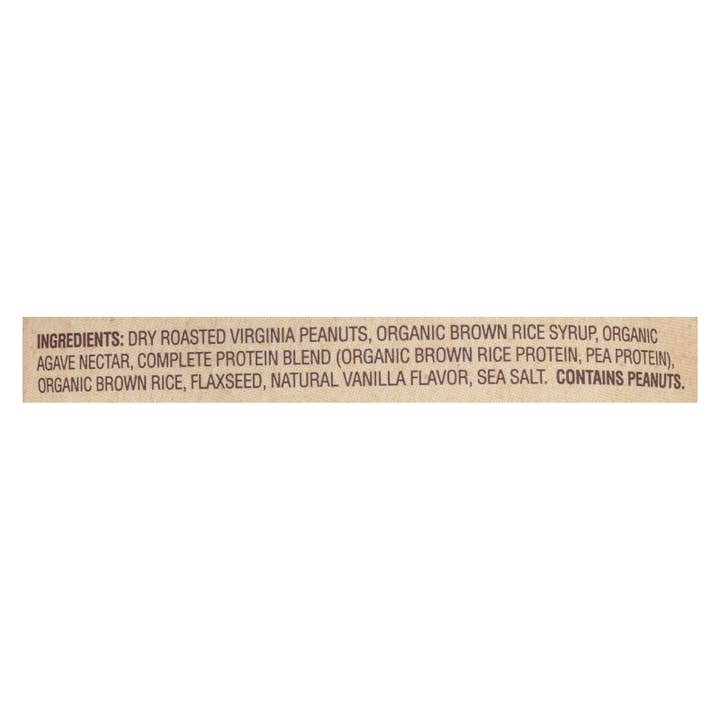 INGREDIENTS: DRY ROASTED VIRGINIA PEANUTS, ORGANIC BROWN RICE SYRUP, ORGANIC
AGAVE NECTAR, COMPLETE PROTEIN BLEND (ORGANIC BROWN RICE PROTEIN, PEA PROTEIN),
ORGANIC BROWN RICE, FLAXSEED, NATURAL VANILLA FLAVOR, SEA SALT. CONTAINS PEANUTS.